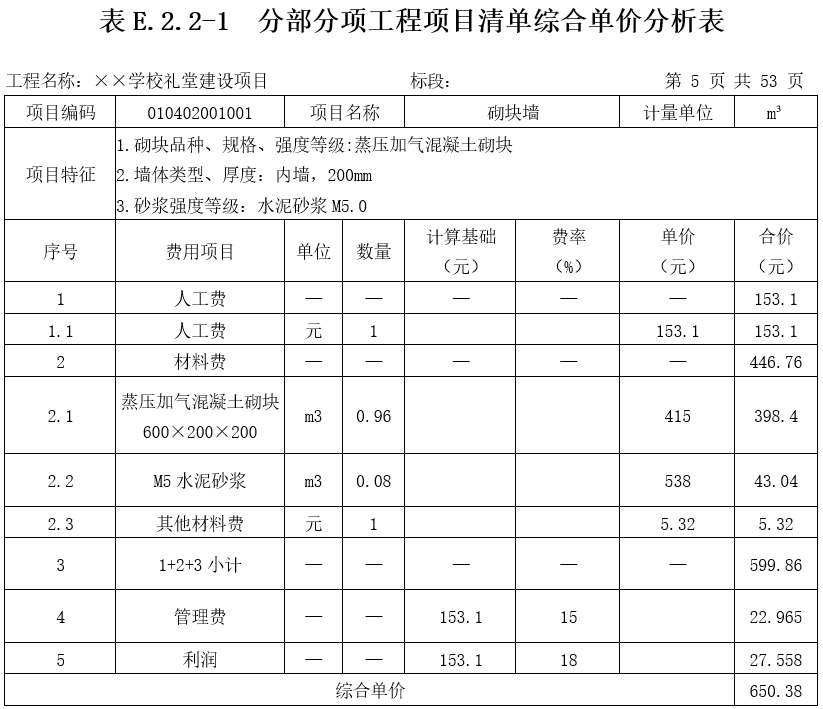 表 E.2.2-1 分部分项工程项目清单综合单价分析表
工程名称：××学校礼堂建设项目 标段： 第 5 页 共 53 页
项目编码 010402001001 项目名称 砌块墙 计量单位 m³
项目特征
1.砌块品种、规格、强度等级:蒸压加气混凝土砌块
2.墙体类型、厚度：内墙，200mm
3.砂浆强度等级：水泥砂浆 M5.0
序号 费用项目 单位 数量 计算基础（元） 费率（%） 单价（元） 合价（元）
1 人工费 — — — — — 153.1
1.1 人工费 元 1 153.1 153.1
2 材料费 — — — — — 446.76
2.1 蒸压加气混凝土砌块 600×200×200 m3 0.96 415 398.4
2.2 M5 水泥砂浆 m3 0.08 538 43.04
2.3 其他材料费 元 1 5.32 5.32
3 1+2+3 小计 — — — — — 599.86
4 管理费 — — 153.1 15 22.965
5 利润 — — 153.1 18 27.558
综合单价 650.38